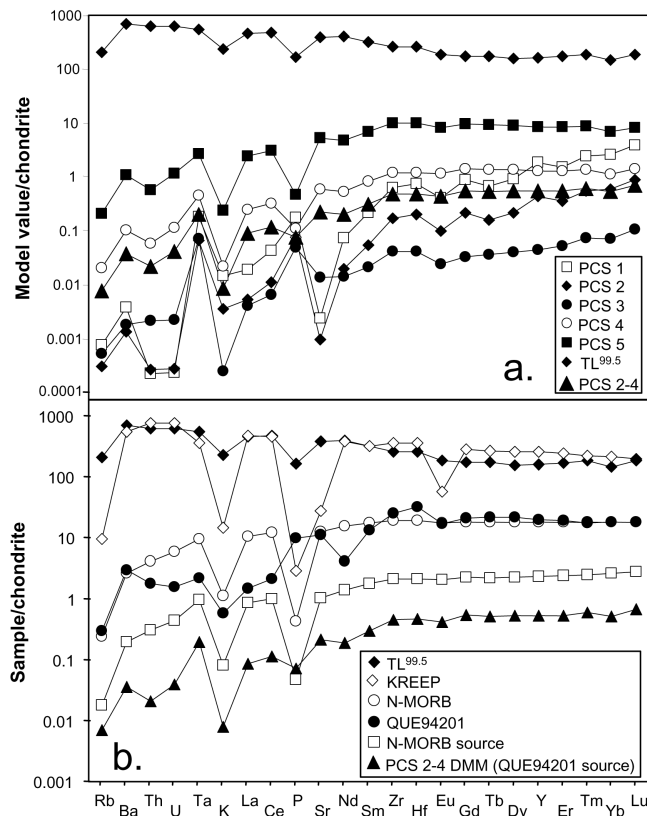 1000
100
10
1
0.1
0.01
0.001
0.0001
Model value/chondrite
PCS 1
PCS 2
PCS 3
PCS 4
PCS 5
TL99.5
PCS 2-4
a.
1000
100
10
1
0.1
0.01
0.001
Sample/chondrite
TL99.5
KREEP
N-MORB
QUE94201
N-MORB source
PCS 2-4 DMM (QUE94201 source)
b.
Rb Ba Th U Ta K La Ce P Sr Nd Sm Zr Hf Eu Gd Tb Dy Y Er Tm Yb Lu